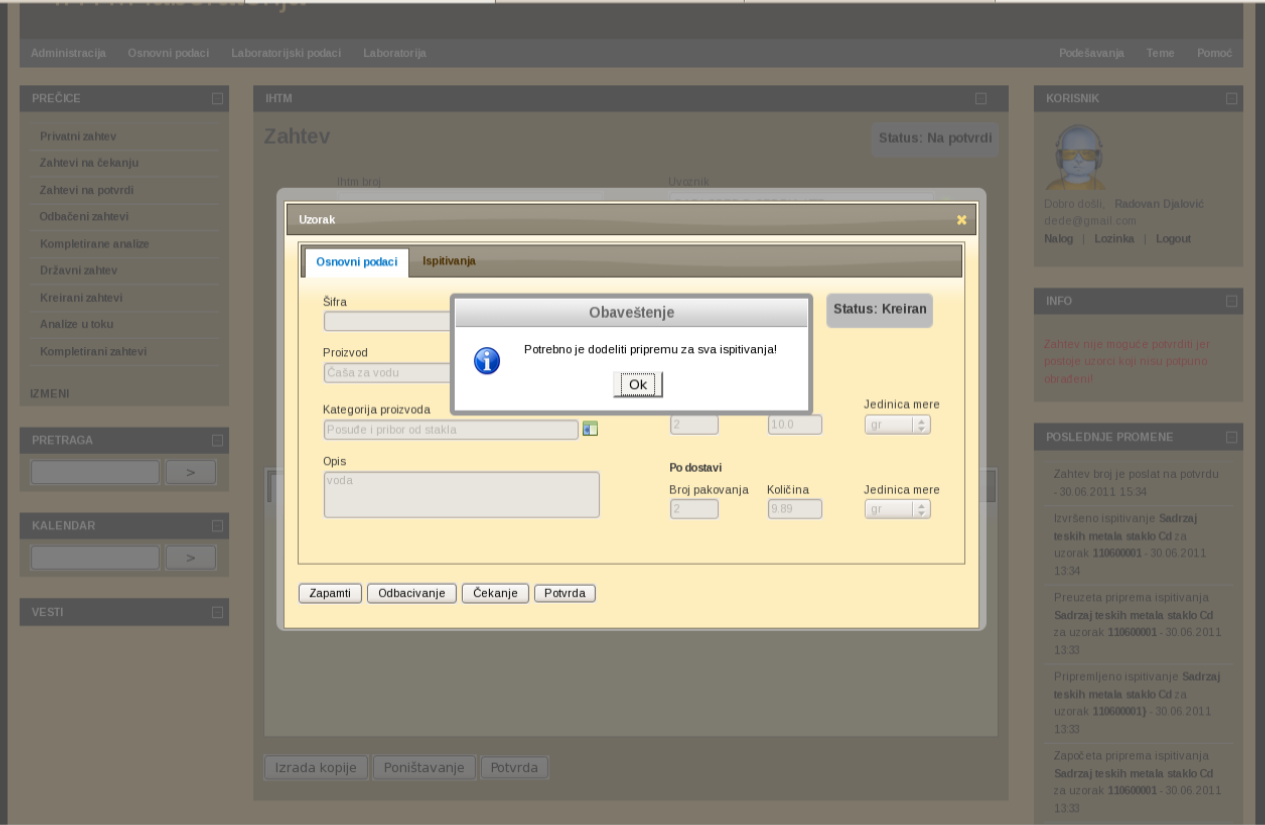 Administracija Osnovni podaci Laboratorijski podaci Laboratorija Podešavanja Teme Pomoć
PREČICE
Privatni zahtev
Zahtevi na čekanju
Zahtevi na potvrdi
Odbačeni zahtevi
Kompletirane analize
Državni zahtev
Kreirani zahtevi
Analize u toku
Kompletirani zahtevi
IZMENI
PRETRAGA
>
KALENDAR
>
VESTI
IHTM
Zahtev
Status: Na potvrdi
Ihtm broj Uvoznik
Uzorak
Osnovni podaci Ispitivanja
Šifra
Status: Kreiran
Obaveštenje
Potrebno je dodeliti pripremu za sva ispitivanja!
Ok
Proizvod
Čaša za vodu
Kategorija proizvoda
Posuđe i pribor od stakla
Jedinica mere
2 10.0 gr
Opis
voda
Po dostavi
Broj pakovanja Količina Jedinica mere
2 9.89 gr
Zapamti Odbacivanje Čekanje Potvrda
Izrada kopije Poništavanje Potvrda
KORISNIK
Dobro došli, Radovan Djalović
dede@gmail.com
Nalog | Lozinka | Logout
INFO
Zahtev nije moguće potvrditi jer
postoje uzorci koji nisu potpuno
obrađeni!
POSLEDNJE PROMENE
Zahtev broj je poslat na potvrdu
- 30.06.2011 15:34
Izvršeno ispitivanje Sadrzaj
teskih metala staklo Cd za
uzorak 110600001 - 30.06.2011
13:34
Preuzeta priprema ispitivanja
Sadrzaj teskih metala staklo Cd
za uzorak 110600001 - 30.06.2011
13:33
Pripremljeno ispitivanje Sadrzaj
teskih metala staklo Cd za
uzorak 110600001} - 30.06.2011
13:33
Započeta priprema ispitivanja
Sadrzaj teskih metala staklo Cd
za uzorak 110600001 - 30.06.2011
13:33